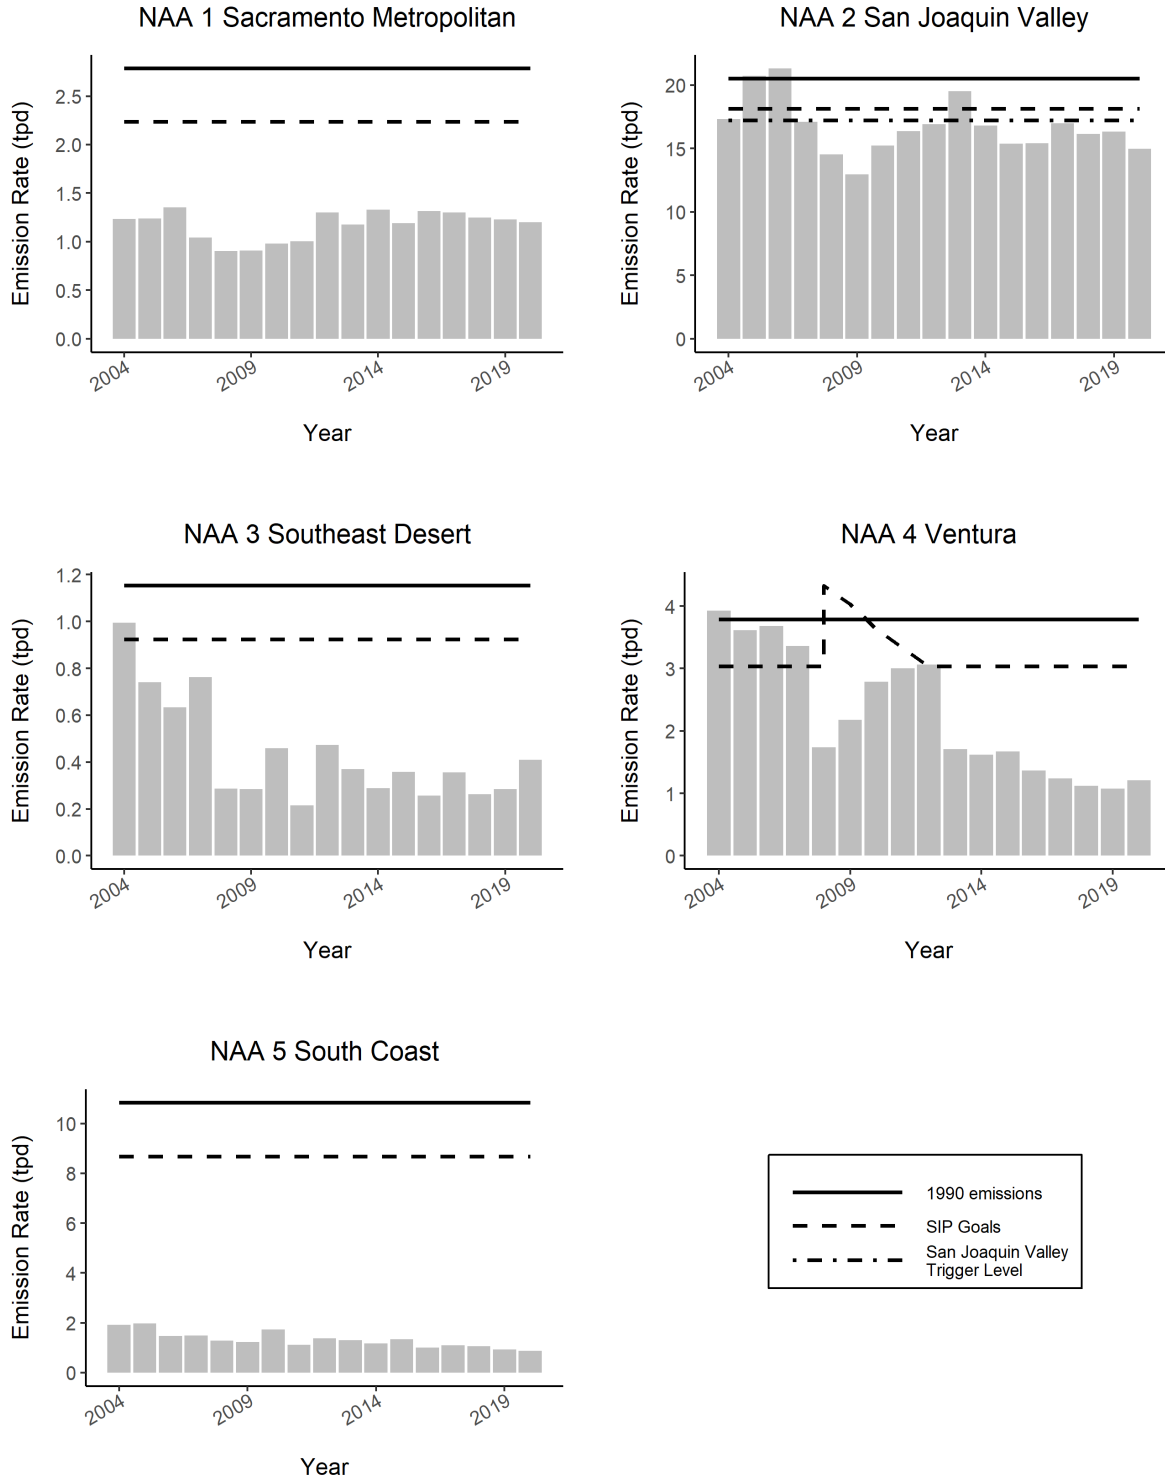 NAA 1 Sacramento Metropolitan
Emission Rate (tpd)
2.5
2.0
1.5
1.0
0.5
0.0
2004
2009
2014
2019
Year
NAA 2 San Joaquin Valley
Emission Rate (tpd)
20
15
10
5
0
2004
2009
2014
2019
Year
NAA 3 Southeast Desert
Emission Rate (tpd)
1.2
1.0
0.8
0.6
0.4
0.2
0.0
2004
2009
2014
2019
Year
NAA 4 Ventura
Emission Rate (tpd)
4
3
2
1
0
2004
2009
2014
2019
Year
NAA 5 South Coast
Emission Rate (tpd)
10
8
6
4
2
0
2004
2009
2014
2019
Year
1990 emissions
SIP Goals
San Joaquin Valley
Trigger Level